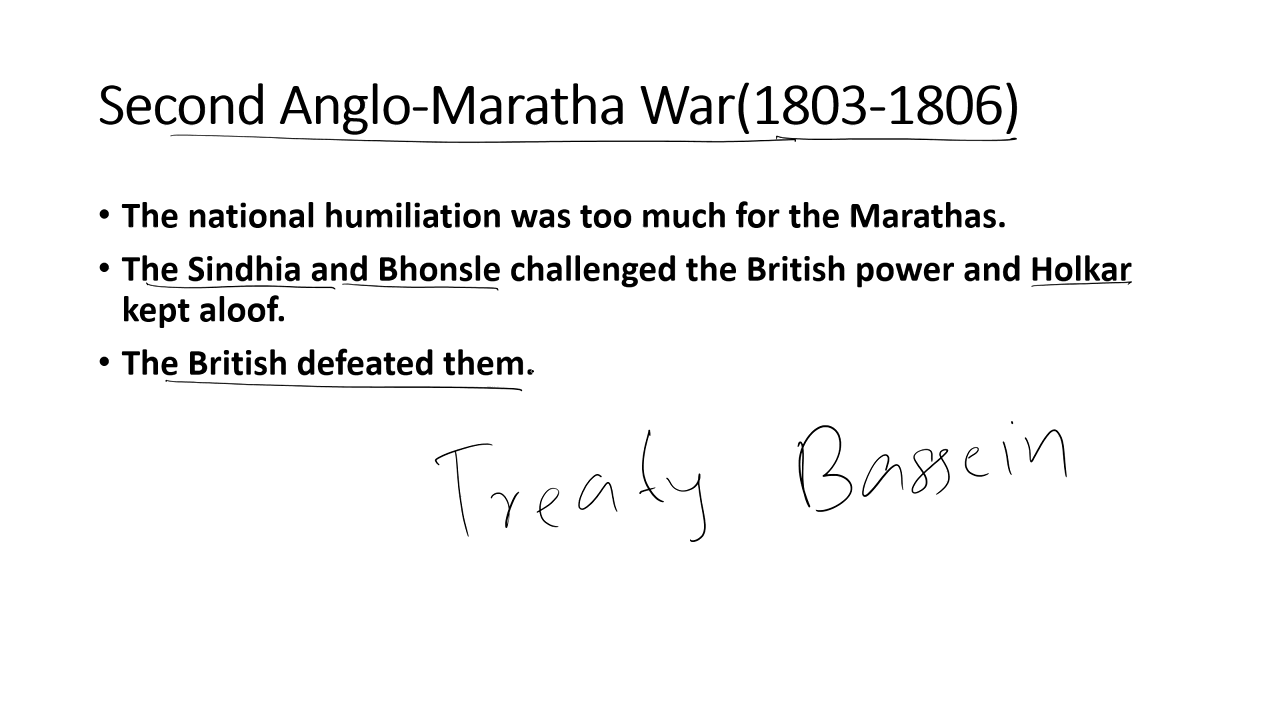 Second Anglo-Maratha War(1803-1806)
• The national humiliation was too much for the Marathas.
• The Sindhia and Bhonsle challenged the British power and Holkar
kept aloof.
• The British defeated them.
Treaty Bassein